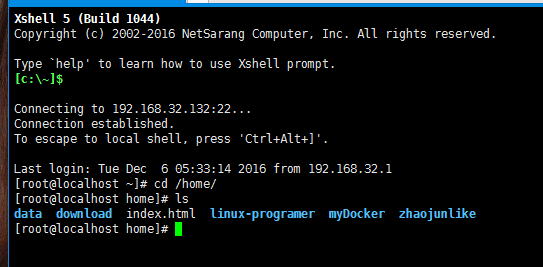 Xshell 5 (Build 1044)
Copyright (c) 2002-2016 NetSarang Computer, Inc. All rights reserved.
Type `help' to learn how to use Xshell prompt.
[c:\~]$
Connecting to 192.168.32.132:22...
Connection established.
To escape to local shell, press 'Ctrl+Alt+]'.
Last login: Tue Dec  6 05:33:14 2016 from 192.168.32.1
[root@localhost ~]# cd /home/
[root@localhost home]# ls
data  download  index.html  linux-programer  myDocker  zhaojunlike
[root@localhost home]#